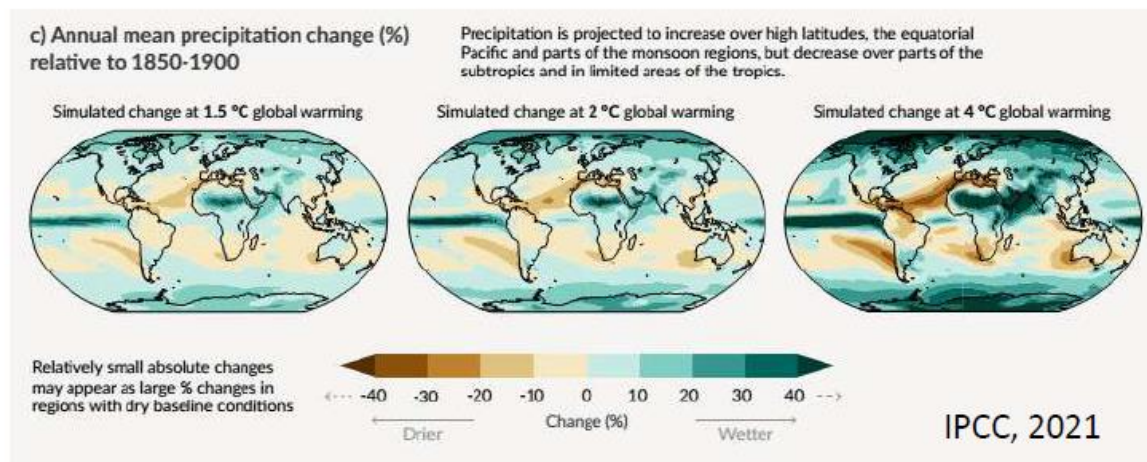 c) Annual mean precipitation change (%)
relative to 1850-1900
Precipitation is projected to increase over high latitudes, the equatorial
Pacific and parts of the monsoon regions, but decrease over parts of the
subtropics and in limited areas of the tropics.
Simulated change at 1.5 °C global warming
Simulated change at 2 °C global warming
Simulated change at 4 °C global warming
Relatively small absolute changes
may appear as large % changes in
regions with dry baseline conditions
-40 -30 -20 -10 0 10 20 30 40
Change (%)
Drier
Wetter
IPCC, 2021